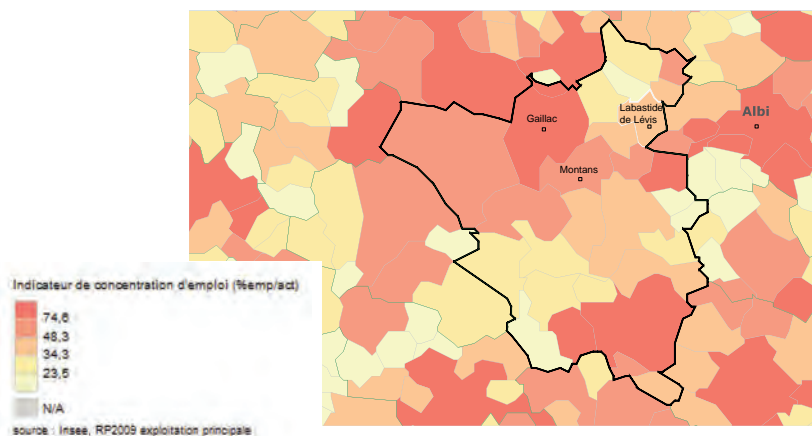 Gaillac
Labastide
de Lévis
Albi
Montans
Indicateur de concentration d'emploi (%emp/act)
74,6
48,3
34,3
23,5
N/A
source : Insee, RP2009 exploitation principale